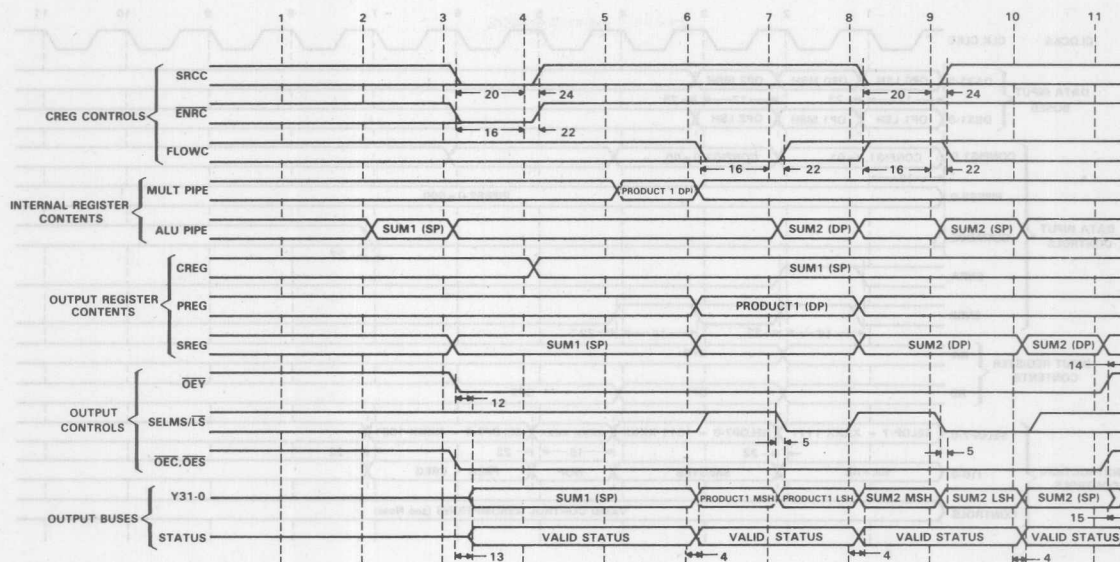 1 2 3 4 5 6 7 8 9 10 11
CREG CONTROLS
SRCC
20 24 20 24
ENRC
16 22
FLOWC
16 22 16 22
INTERNAL REGISTER CONTENTS
MULT PIPE
PRODUCT 1 DPI
ALU PIPE
SUM1 (SP) SUM2 (DP) SUM2 (SP)
OUTPUT REGISTER CONTENTS
CREG
SUM1 (SP)
PREG
PRODUCT1 (DP)
SREG
SUM1 (SP) SUM2 (DP) SUM2 (DP)
14
OUTPUT CONTROLS
OEY
12
SELMS/LS
5 5
OEC,OES
OUTPUT BUSES
Y31-0
SUM1 (SP) PRODUCT1 MSH PRODUCT1 LSH SUM2 MSH SUM2 LSH SUM2 (SP)
15
STATUS
VALID STATUS VALID STATUS VALID STATUS VALID STATUS
13 4 4 4